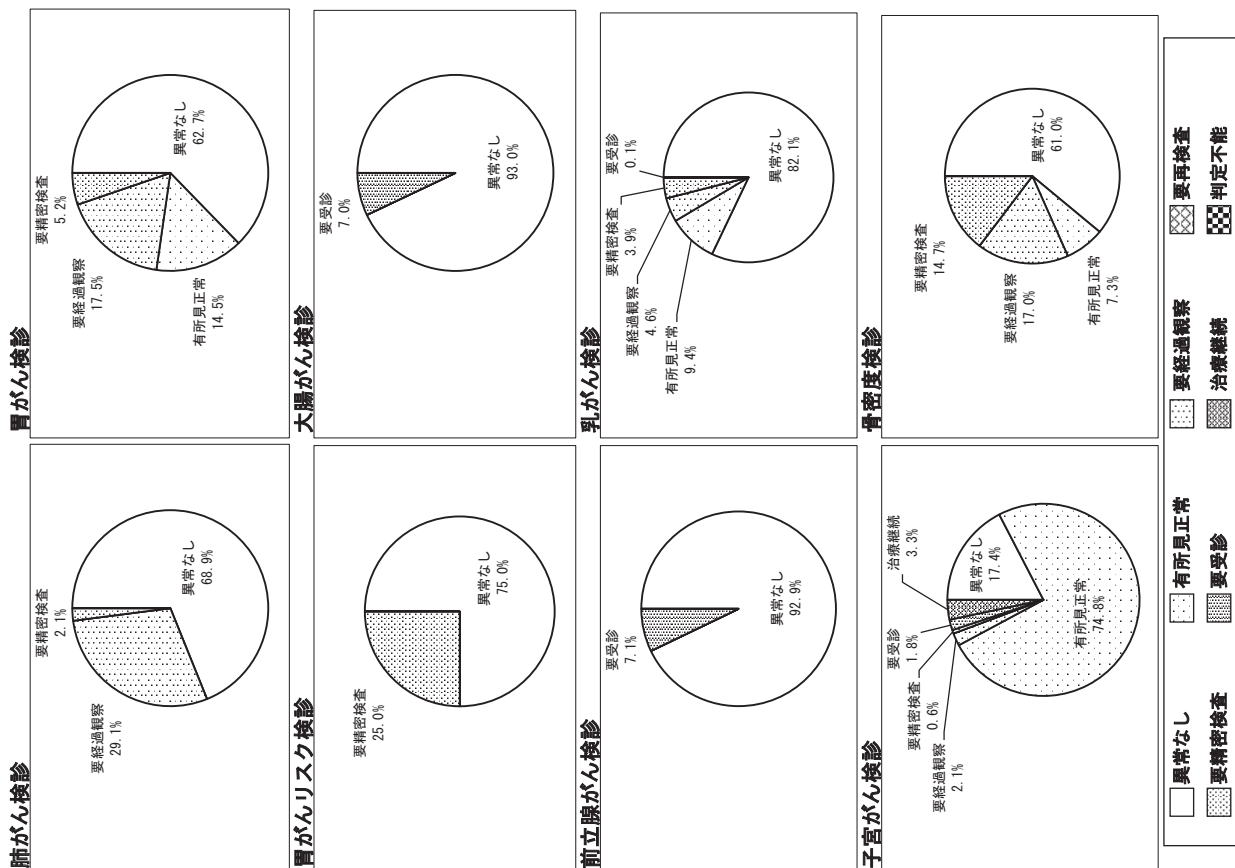 肺がん検診
要精密検査
2.1%
要経過観察
29.1%
異常なし
68.9%
胃がん検診
要精密検査
5.2%
要経過観察
17.5%
有所見正常
14.5%
異常なし
62.7%
胃がんリスク検診
要精密検査
25.0%
異常なし
75.0%
大腸がん検診
要受診
7.0%
異常なし
93.0%
前立腺がん検診
要受診
7.1%
異常なし
92.9%
乳がん検診
要受診
0.1%
要精密検査
3.9%
要経過観察
4.6%
有所見正常
9.4%
異常なし
82.1%
子宮がん検診
治療継続
3.3%
要受診
1.8%
要精密検査
0.6%
要経過観察
2.1%
異常なし
17.4%
有所見正常
74.8%
骨密度検診
要精密検査
14.7%
要経過観察
17.0%
有所見正常
7.3%
異常なし
61.0%
異常なし 有所見正常 要経過観察 要再検査
要精密検査 要受診 治療継続 判定不能